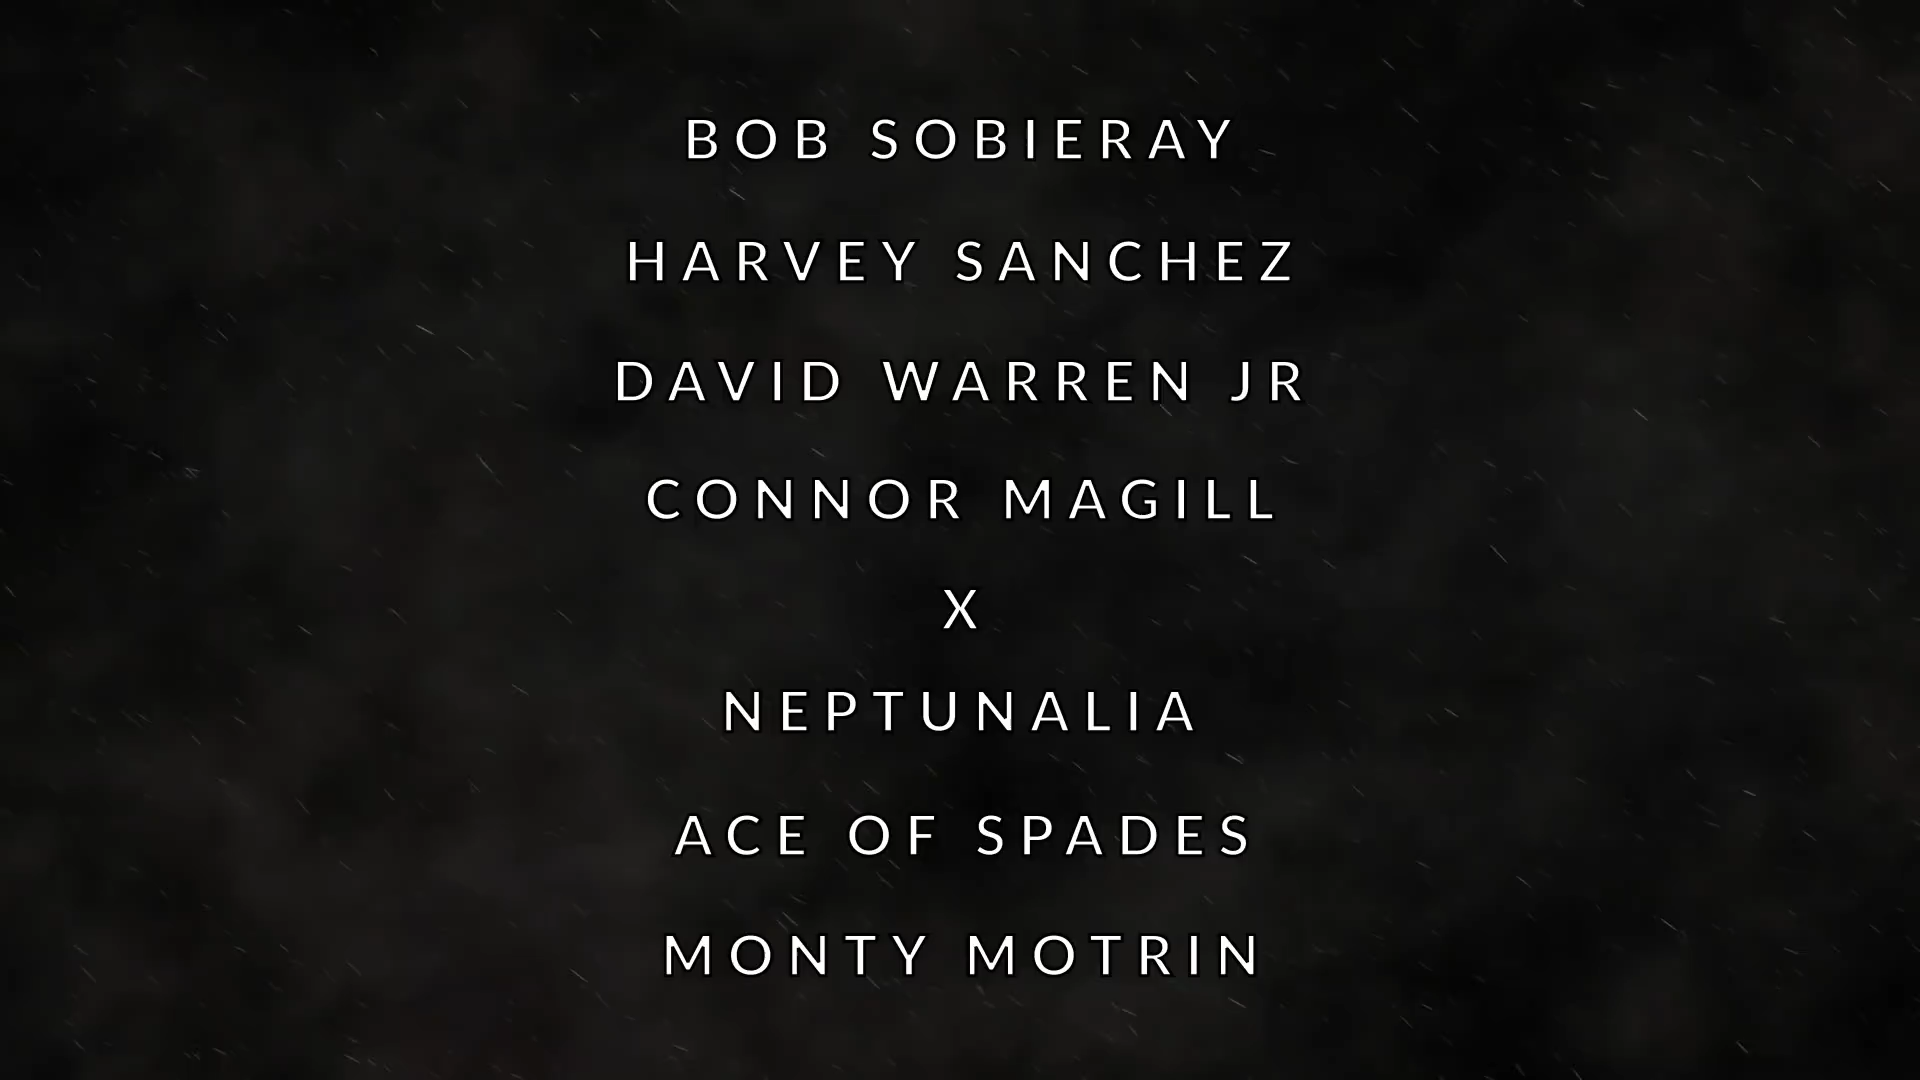 BOB SOBIERAY
HARVEY SANCHEZ
DAVID WARREN JR
CONNOR MAGILL
X
NEPTUNALIA
ACE OF SPADES
MONTY MOTRIN